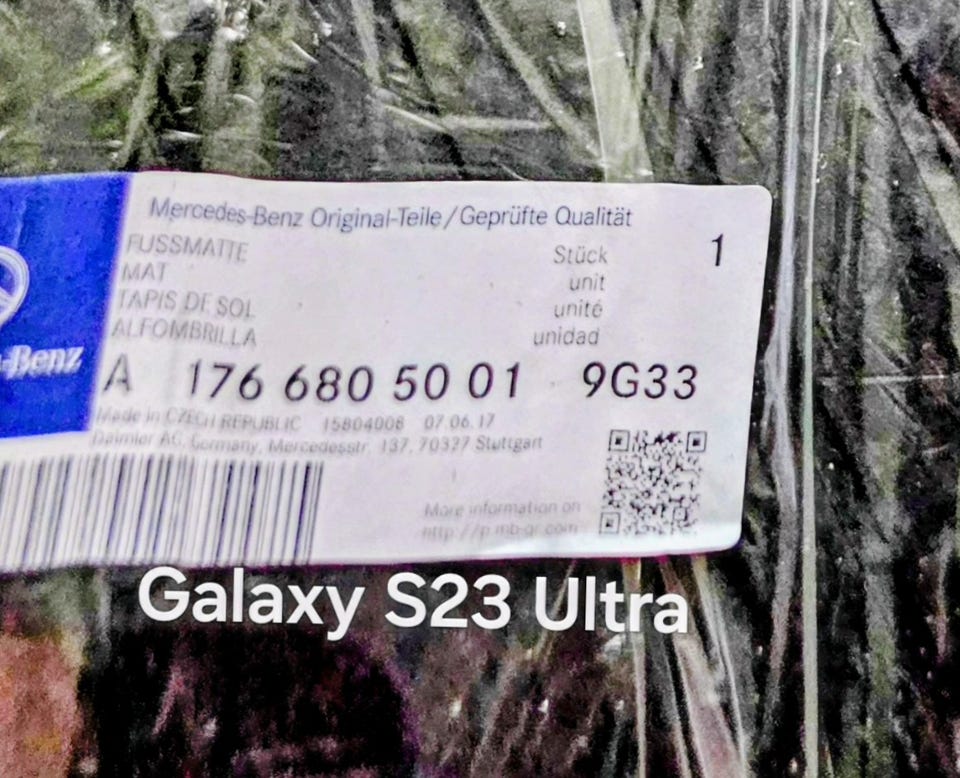 Mercedes-Benz Original-Teile/Geprüfte Qualität
FUSSMATTE Stück 1
MAT unit
TAPIS DE SOL unité
ALFOMBRILLA unidad
-Benz
A 176 680 50 01 9G33
Made in CZECH REPUBLIC 15804008 07.06.17
Daimler AG, Germany, Mercedesstr. 137, 70327 Stuttgart
More information on
http://p.mb-qr.com
Galaxy S23 Ultra